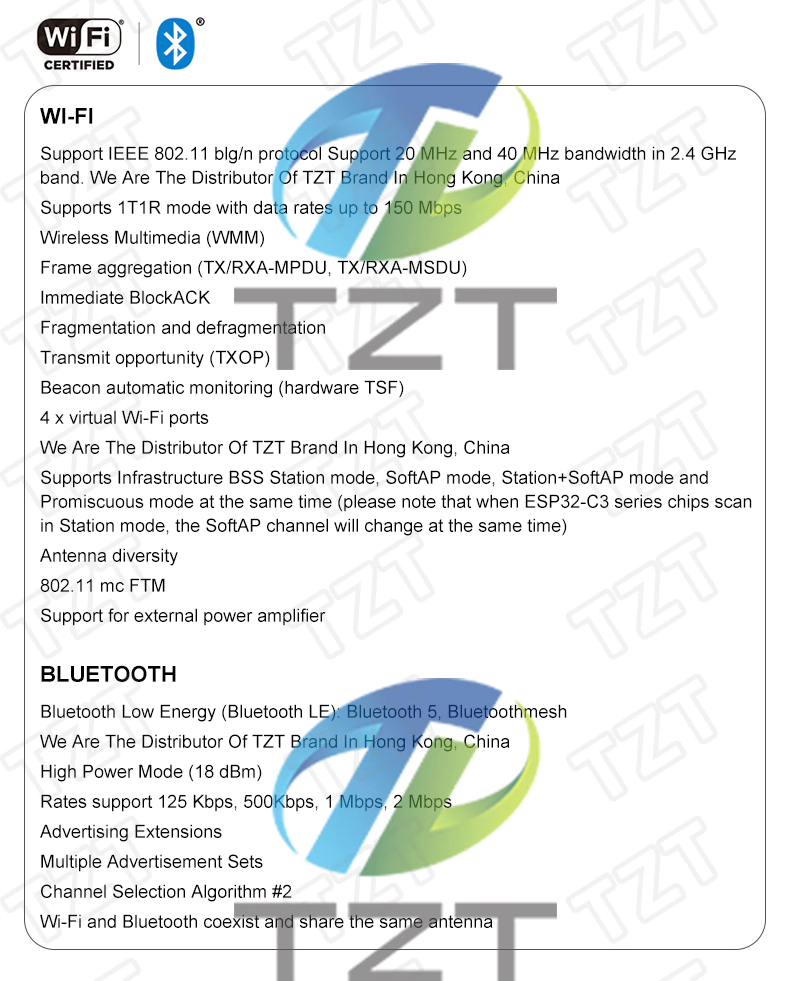 Wi Fi
CERTIFIED
WI-FI
Support IEEE 802.11 blg/n protocol Support 20 MHz and 40 MHz bandwidth in 2.4 GHz
band. We Are The Distributor Of TZT Brand In Hong Kong, China
Supports 1T1R mode with data rates up to 150 Mbps
Wireless Multimedia (WMM)
Frame aggregation (TX/RXA-MPDU, TX/RXA-MSDU)
Immediate BlockACK
Fragmentation and defragmentation
Transmit opportunity (TXOP)
Beacon automatic monitoring (hardware TSF)
4 x virtual Wi-Fi ports
We Are The Distributor Of TZT Brand In Hong Kong, China
Supports Infrastructure BSS Station mode, SoftAP mode, Station+SoftAP mode and
Promiscuous mode at the same time (please note that when ESP32-C3 series chips scan
in Station mode, the SoftAP channel will change at the same time)
Antenna diversity
802.11 mc FTM
Support for external power amplifier
TZT
BLUETOOTH
Bluetooth Low Energy (Bluetooth LE): Bluetooth 5, Bluetoothmesh
We Are The Distributor Of TZT Brand In Hong Kong, China
High Power Mode (18 dBm)
Rates support 125 Kbps, 500Kbps, 1 Mbps, 2 Mbps
Advertising Extensions
Multiple Advertisement Sets
Channel Selection Algorithm #2
Wi-Fi and Bluetooth coexist and share the same antenna
TZT